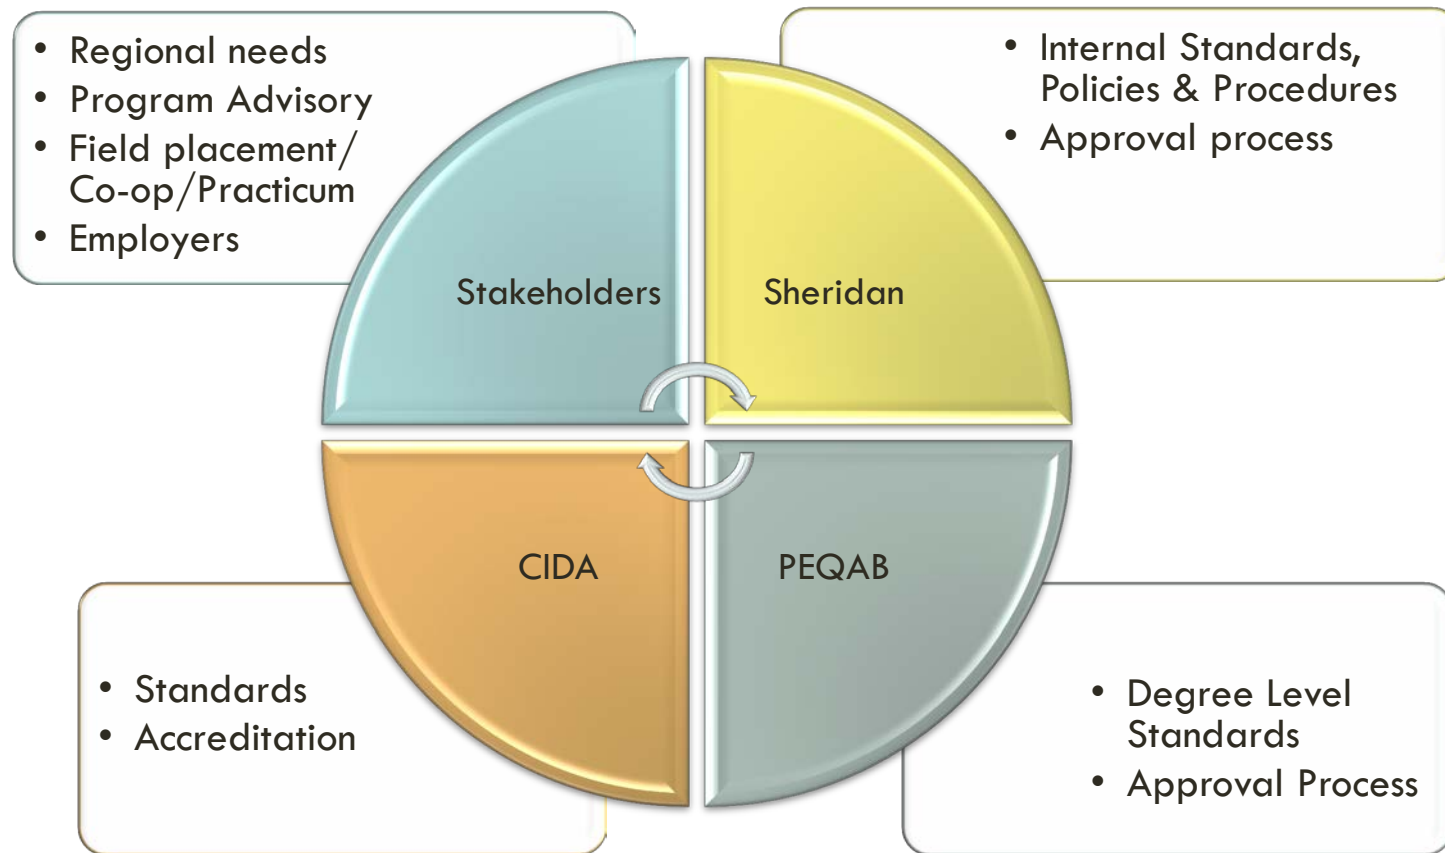 • Regional needs
• Program Advisory
• Field placement/
Co-op/Practicum
• Employers
• Internal Standards,
Policies & Procedures
• Approval process
Stakeholders
Sheridan
CIDA
PEQAB
• Standards
• Accreditation
• Degree Level
Standards
• Approval Process